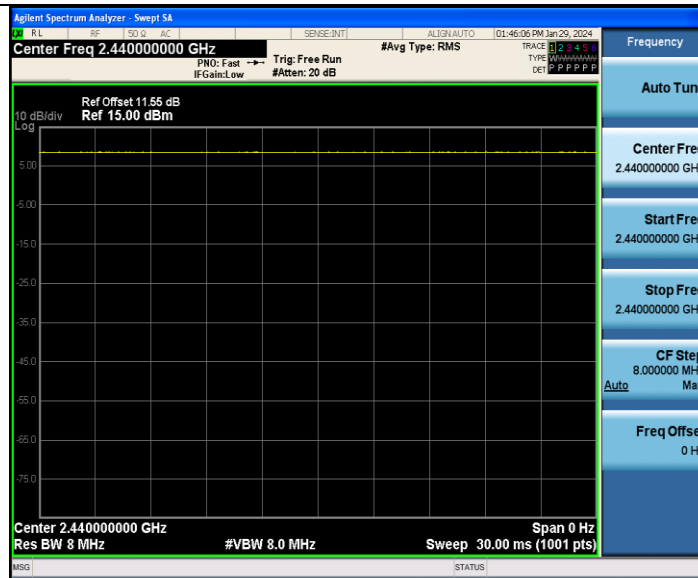 Agilent Spectrum Analyzer - Swept SA
RL RF 50 Ω AC SENSE:INT ALIGN AUTO 01:46:06 PM Jan 29, 2024
Center Freq 2.440000000 GHz #Avg Type: RMS TRACE 1 2 3 4 5 6
PNO: Fast Trig: Free Run TYPE WWWWWW
IFGain:Low #Atten: 20 dB DET P P P P P P
Frequency
Ref Offset 11.55 dB
10 dB/div Ref 15.00 dBm
Log
5.00
-5.00
-15.0
-25.0
-35.0
-45.0
-55.0
-65.0
-75.0
Center 2.440000000 GHz Span 0 Hz
Res BW 8 MHz #VBW 8.0 MHz Sweep 30.00 ms (1001 pts)
MSG STATUS
Auto Tun
Center Fre
2.440000000 GH
Start Fre
2.440000000 GH
Stop Fre
2.440000000 GH
CF Step
8.000000 MH
Auto Ma
Freq Offse
0 H